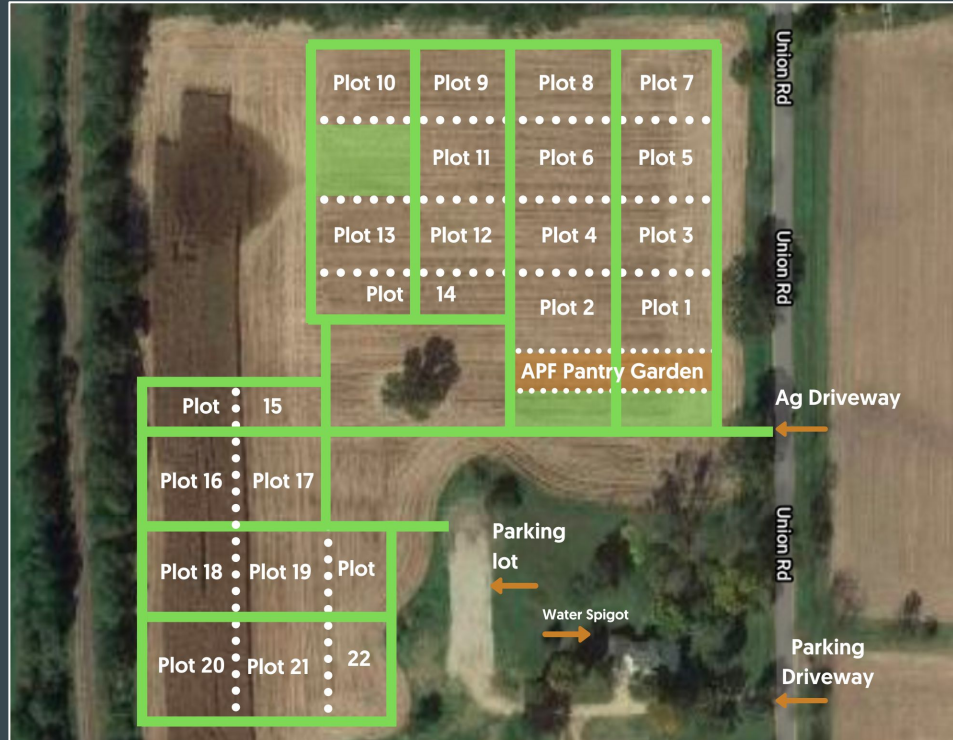 Plot 10 Plot 9 Plot 8 Plot 7
Union Rd
Plot 11 Plot 6 Plot 5
Plot 13 Plot 12 Plot 4 Plot 3
Union Rd
Plot 14
Plot 2 Plot 1
APF Pantry Garden
Plot 15
Ag Driveway
Plot 16 Plot 17
Union Rd
Parking
lot
Plot 18 Plot 19 Plot
Water Spigot
Plot 20 Plot 21 22
Parking
Driveway